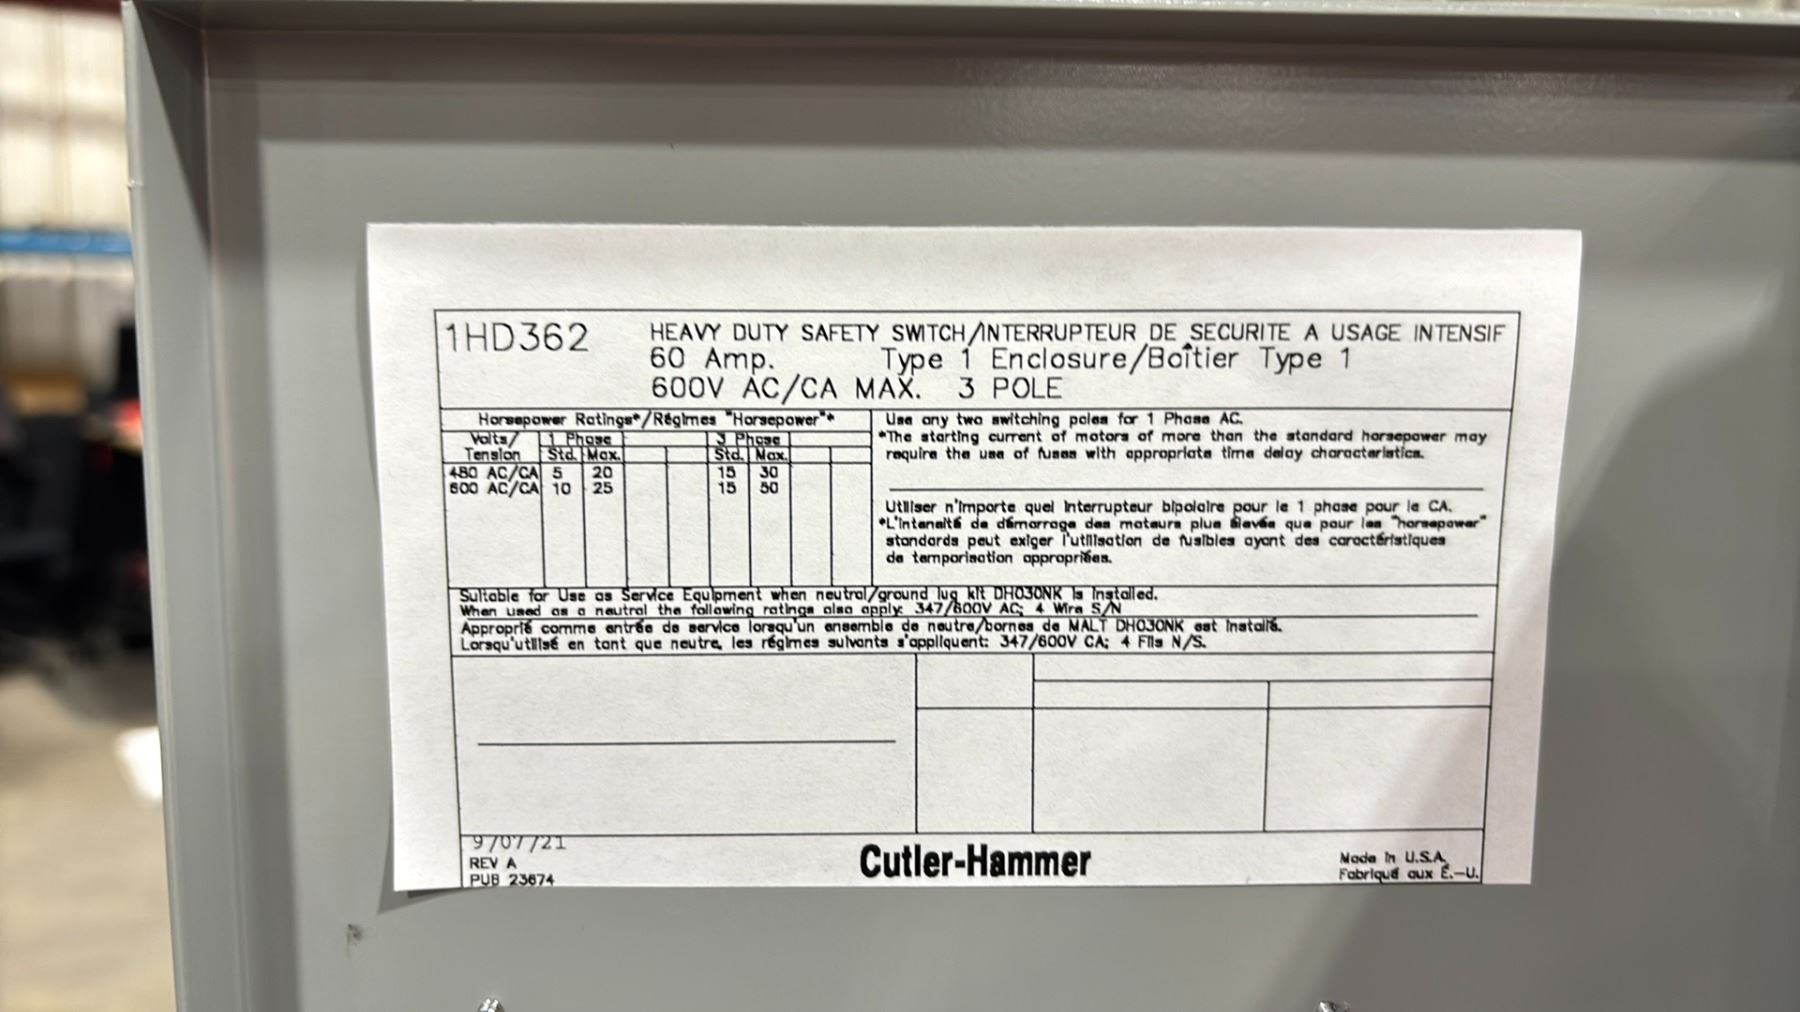 1HD362
HEAVY DUTY SAFETY SWITCH/INTERRUPTEUR DE SECURITE A USAGE INTENSIF
60 Amp. Type 1 Enclosure/Boîtier Type 1
600V AC/CA MAX. 3 POLE
Horsepower Ratings*/Régimes "Horsepower"*
Volts/ 1 Phase 3 Phase
Tension Std. Max. Std. Max.
480 AC/CA 5 20 15 30
600 AC/CA 10 25 15 50
Use any two switching poles for 1 Phase AC.
*The starting current of motors of more than the standard horsepower may
require the use of fuses with appropriate time delay characteristics.
Utiliser n'importe quel interrupteur bipolaire pour le 1 phase pour le CA.
*L'intensité de démarrage des moteurs plus élevée que pour les "horsepower"
standards peut exiger l'utilisation de fusibles ayant des caractéristiques
de temporisation appropriées.
Suitable for Use as Service Equipment when neutral/ground lug kit DH030NK is installed.
When used as a neutral the following ratings also apply: 347/600V AC; 4 Wire S/N
Approprié comme entrée de service lorsqu'un ensemble de neutre/bornes de MALT DH030NK est installé.
Lorsqu'utilisé en tant que neutre, les régimes suivants s'appliquent: 347/600V CA; 4 Fils N/S.
9/07/21
REV A
PUB 23674
Cutler-Hammer
Made in U.S.A.
Fabriqué aux É.-U.